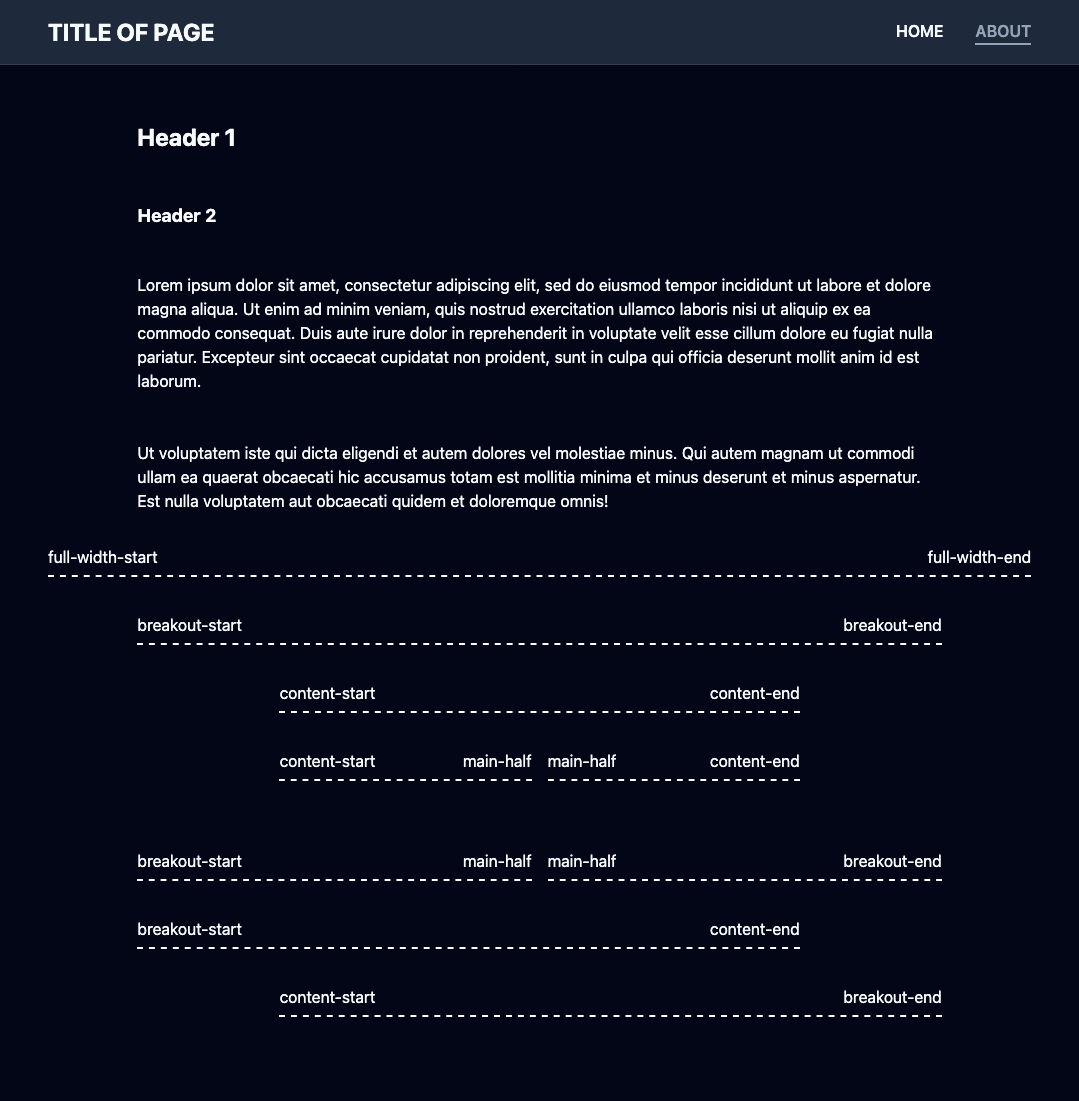 TITLE OF PAGE HOME ABOUT
Header 1
Header 2
Lorem ipsum dolor sit amet, consectetur adipiscing elit, sed do eiusmod tempor incididunt ut labore et dolore
magna aliqua. Ut enim ad minim veniam, quis nostrud exercitation ullamco laboris nisi ut aliquip ex ea
commodo consequat. Duis aute irure dolor in reprehenderit in voluptate velit esse cillum dolore eu fugiat nulla
pariatur. Excepteur sint occaecat cupidatat non proident, sunt in culpa qui officia deserunt mollit anim id est
laborum.
Ut voluptatem iste qui dicta eligendi et autem dolores vel molestiae minus. Qui autem magnam ut commodi
ullam ea quaerat obcaecati hic accusamus totam est mollitia minima et minus deserunt et minus aspernatur.
Est nulla voluptatem aut obcaecati quidem et doloremque omnis!
full-width-start full-width-end
breakout-start breakout-end
content-start content-end
content-start main-half main-half content-end
breakout-start main-half main-half breakout-end
breakout-start content-end
content-start breakout-end